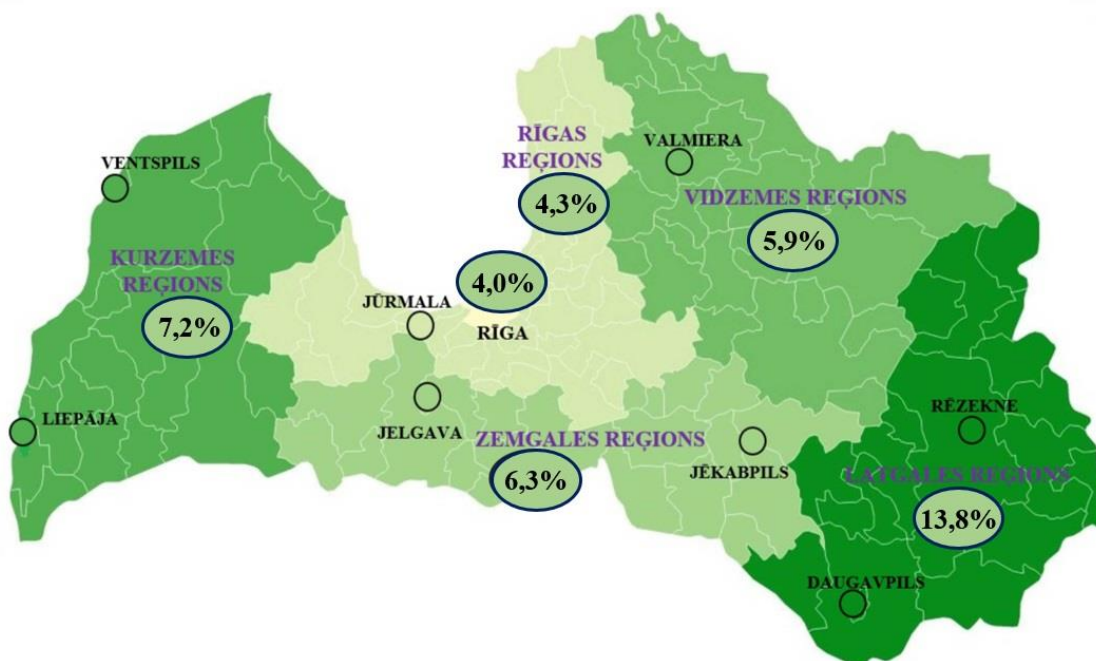 RĪGAS
REĢIONS
4,3%
VALMIERA
VENTSPILS
VIDZEMES REĢIONS
5,9%
KURZEMES
REĢIONS
7,2%
4,0%
JŪRMALA
RĪGA
LIEPĀJA
JELGAVA
ZEMGALES REĢIONS
6,3%
JĒKABPILS
RĒZEKNE
LATGALES REĢIONS
13,8%
DAUGAVPILS